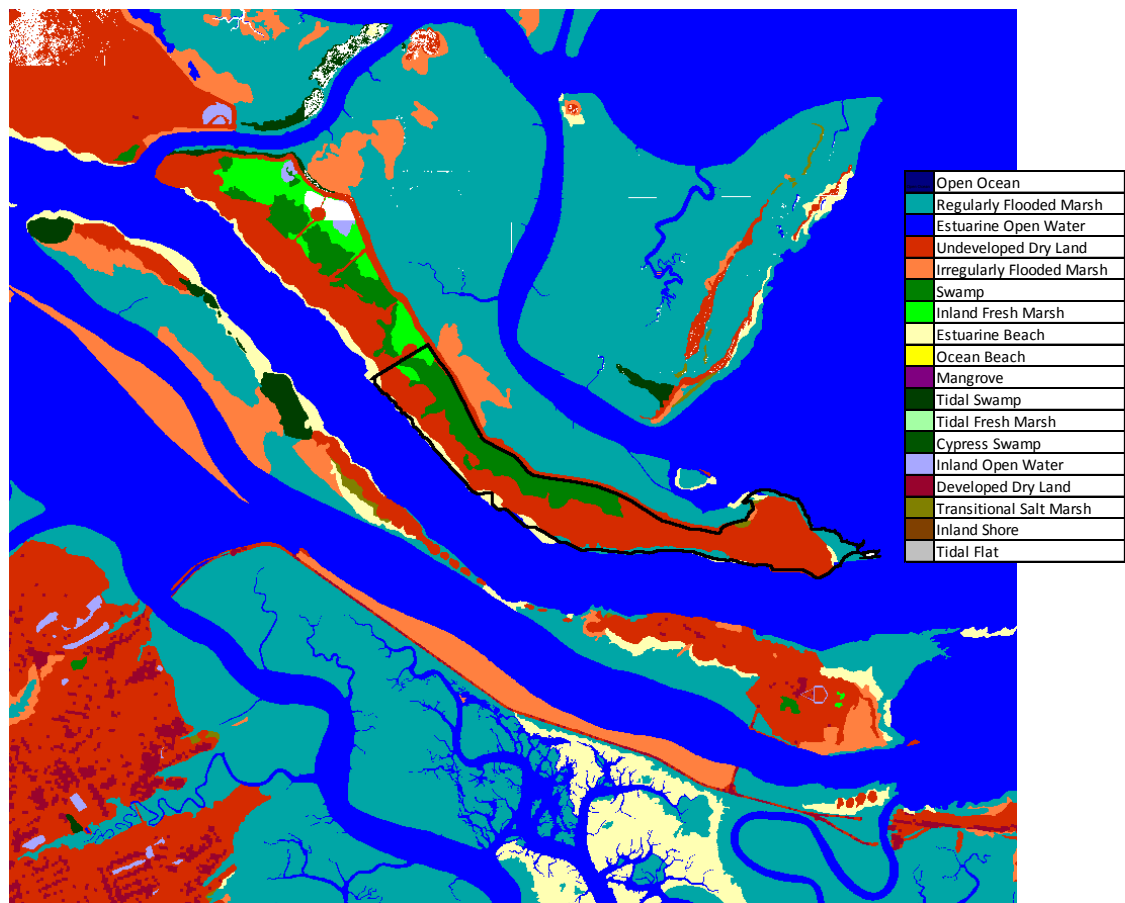 Open Ocean
Regularly Flooded Marsh
Estuarine Open Water
Undeveloped Dry Land
Irregularly Flooded Marsh
Swamp
Inland Fresh Marsh
Estuarine Beach
Ocean Beach
Mangrove
Tidal Swamp
Tidal Fresh Marsh
Cypress Swamp
Inland Open Water
Developed Dry Land
Transitional Salt Marsh
Inland Shore
Tidal Flat